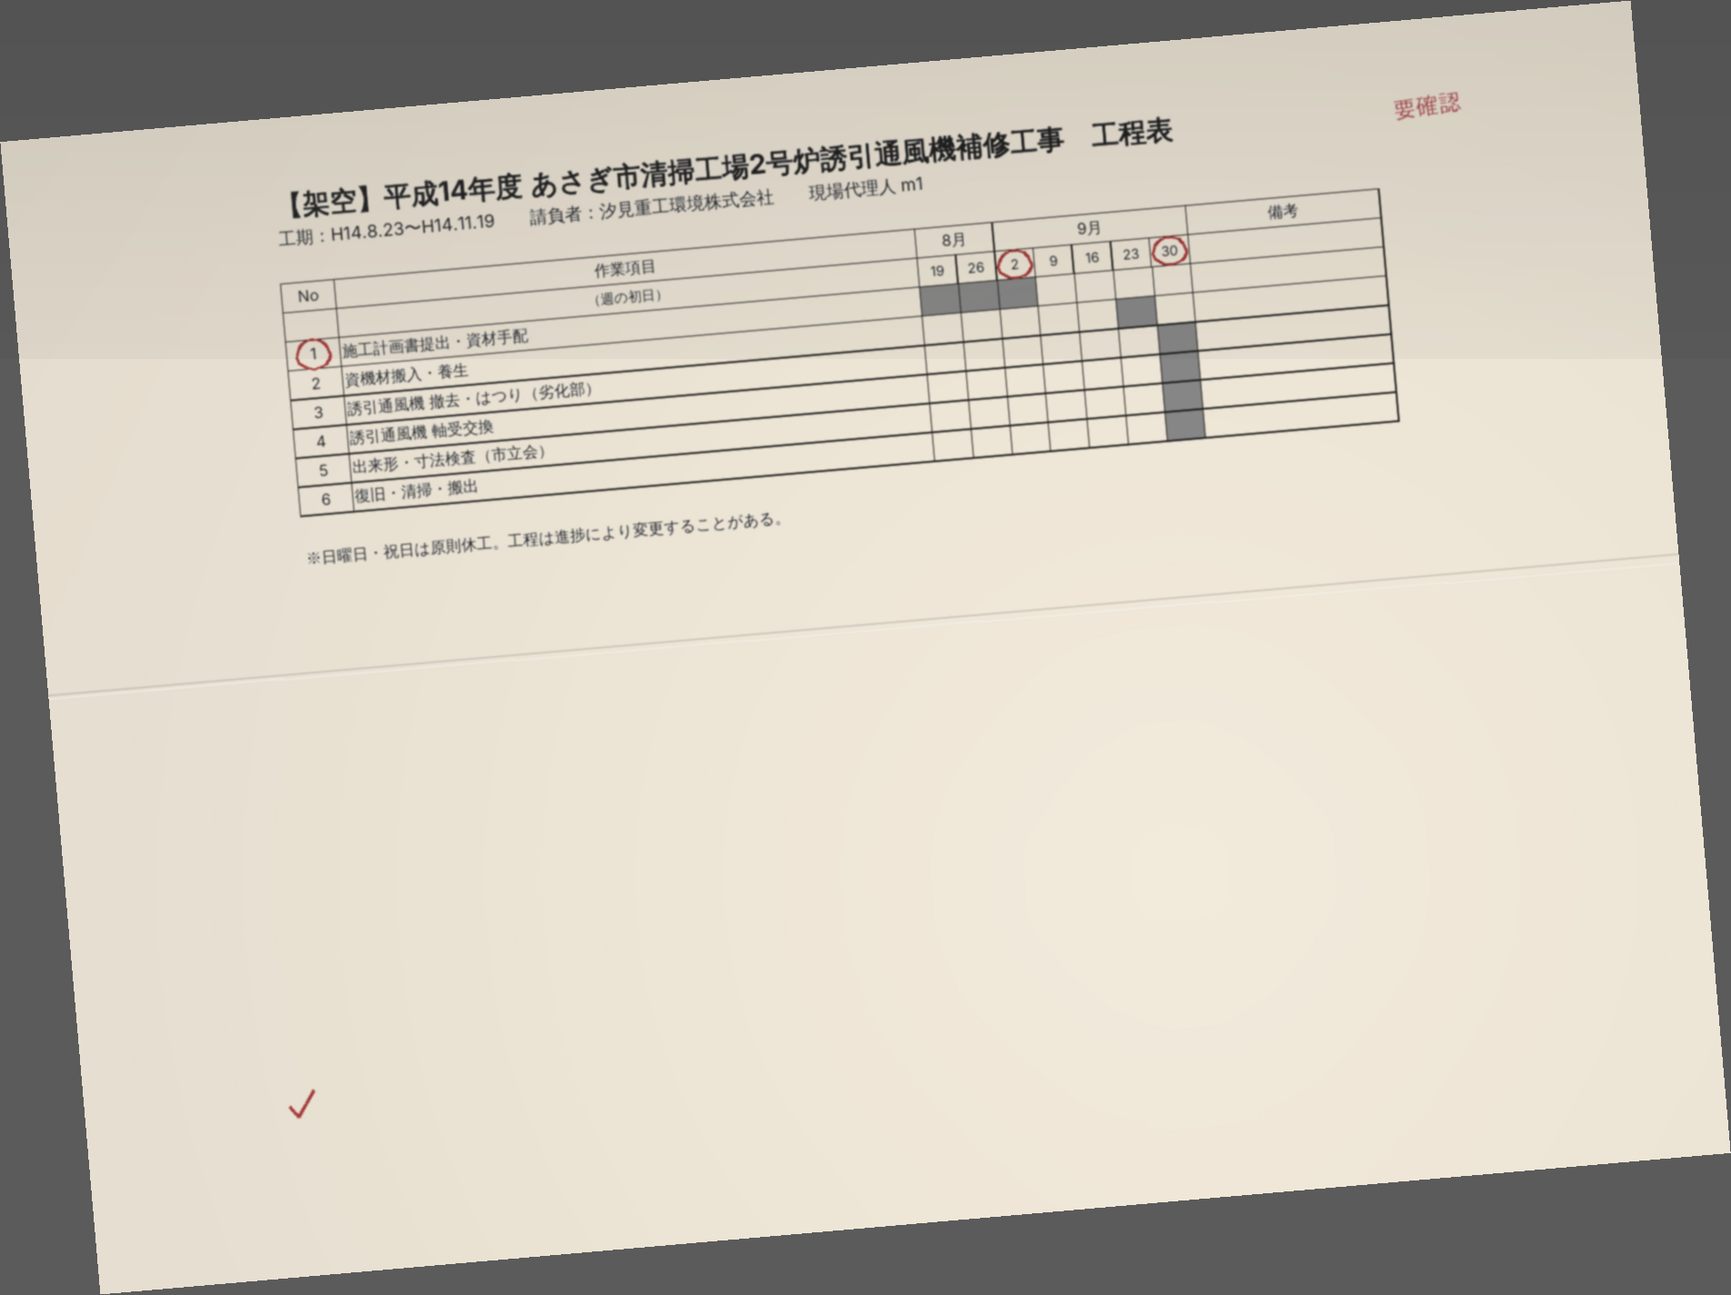 要確認
【架空】平成14年度 あさぎ市清掃工場2号炉誘引通風機補修工事　工程表
工期：H14.8.23〜H14.11.19　　請負者：汐見重工環境株式会社　　現場代理人 m1
No 作業項目 8月 9月 備考
（週の初日） 19 26 2 9 16 23 30
1 施工計画書提出・資材手配
2 資機材搬入・養生
3 誘引通風機 撤去・はつり（劣化部）
4 誘引通風機 軸受交換
5 出来形・寸法検査（市立会）
6 復旧・清掃・搬出
※日曜日・祝日は原則休工。工程は進捗により変更することがある。